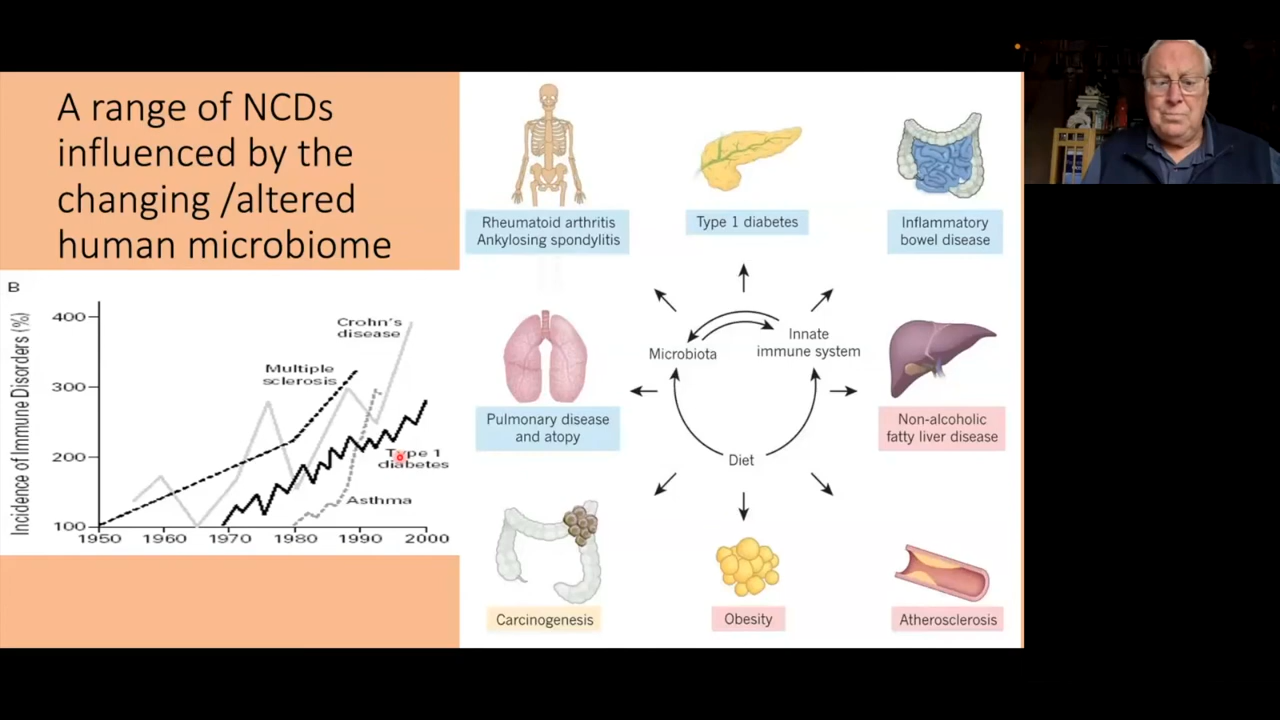 A range of NCDs
influenced by the
changing /altered
human microbiome
B
Incidence of Immune Disorders (%)
400
300
200
100
1950
1960
1970
1980
1990
2000
Crohn's
disease
Multiple
sclerosis
Type 1
diabetes
Asthma
Rheumatoid arthritis
Ankylosing spondylitis
Type 1 diabetes
Inflammatory
bowel disease
Microbiota
Innate
immune system
Pulmonary disease
and atopy
Non-alcoholic
fatty liver disease
Diet
Carcinogenesis
Obesity
Atherosclerosis